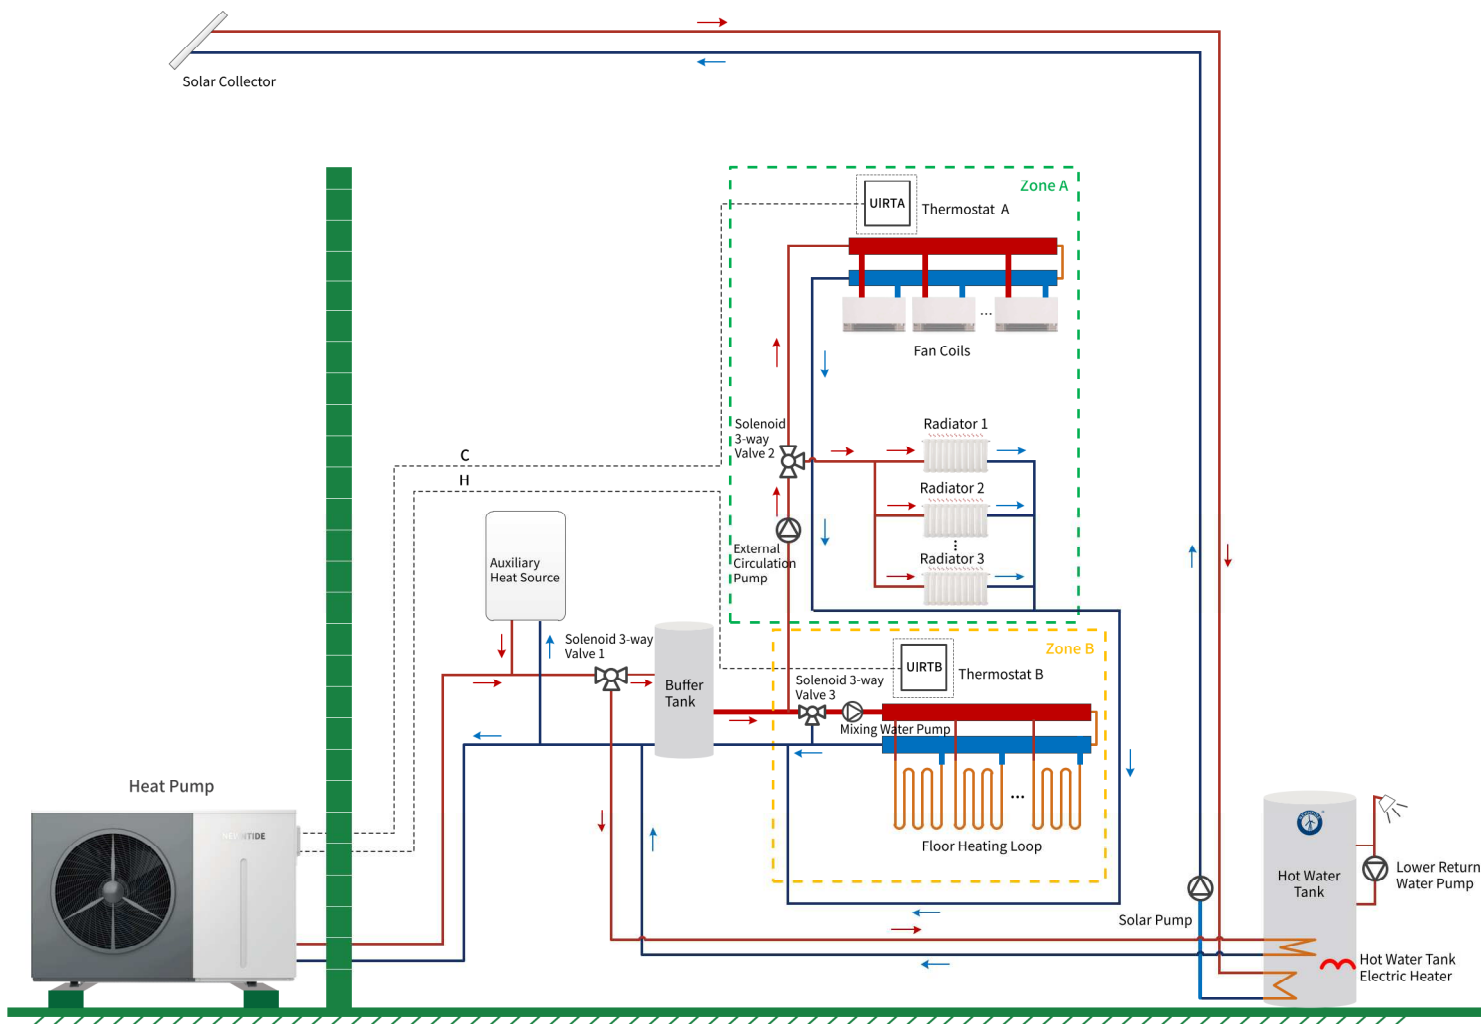 Solar Collector
Zone A
UIRTA
Thermostat A
Fan Coils
Solenoid
3-way
Valve 2
Radiator 1
C
H
Radiator 2
External
Circulation
Pump
Radiator 3
Auxiliary
Heat Source
Solenoid 3-way
Valve 1
Zone B
UIRTB
Thermostat B
Buffer
Tank
Solenoid 3-way
Valve 3
Mixing Water Pump
Heat Pump
Floor Heating Loop
Lower Return
Water Pump
Hot Water
Tank
Solar Pump
Hot Water Tank
Electric Heater